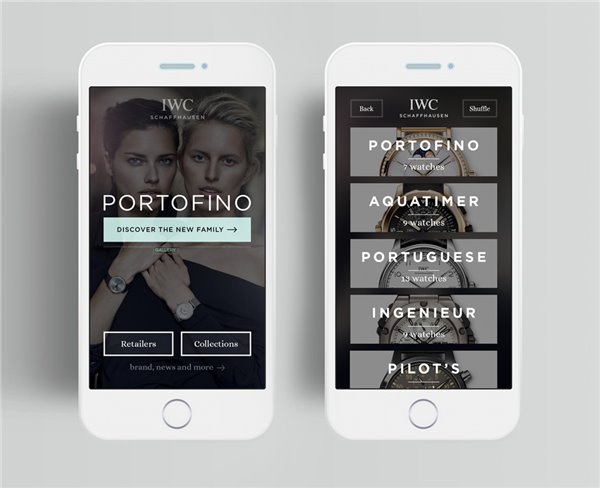 IWC
SCHAFFHAUSEN
PORTOFINO
DISCOVER THE NEW FAMILY →
GALLERY
Retailers
Collections
brand, news and more →
Back
IWC
SCHAFFHAUSEN
Shuffle
PORTOFINO
7 watches
AQUATIMER
9 watches
PORTUGUESE
13 watches
INGENIEUR
9 watches
PILOT'S